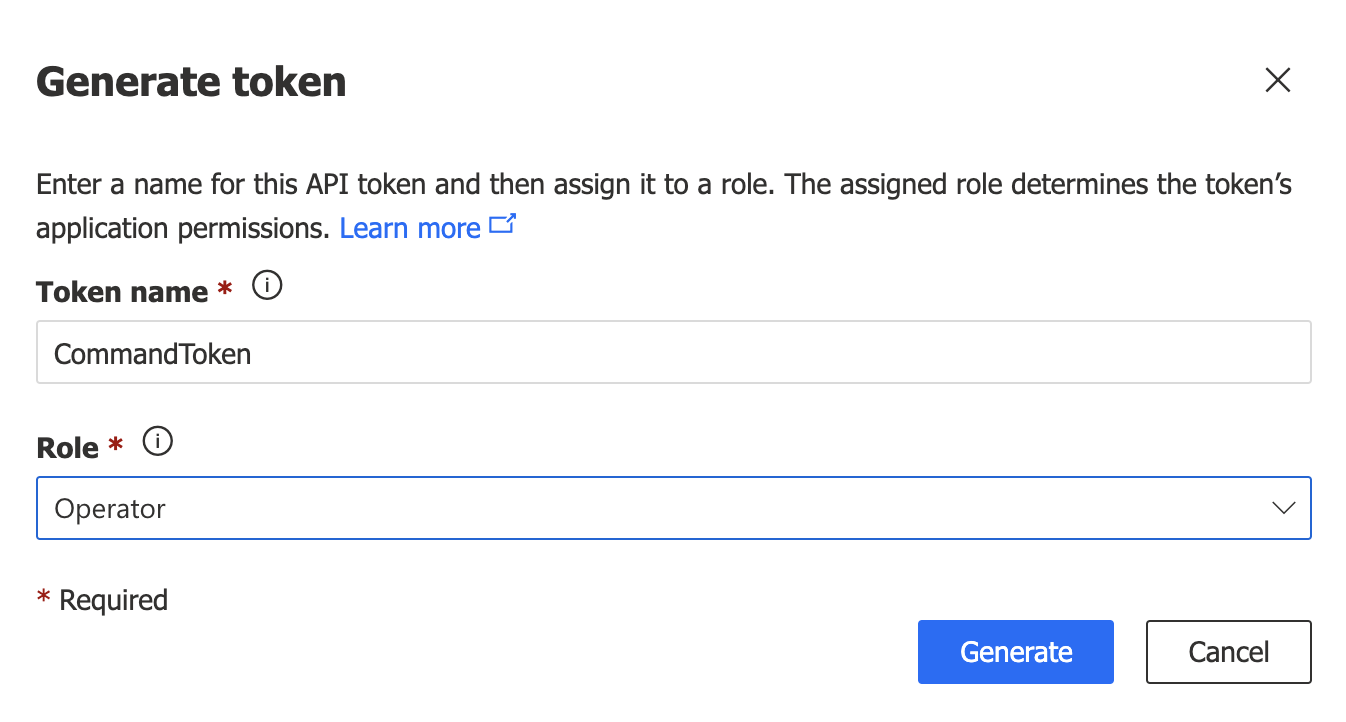 Generate token
Enter a name for this API token and then assign it to a role. The assigned role determines the token’s
application permissions. Learn more
Token name *
CommandToken
Role *
Operator
* Required
Generate
Cancel